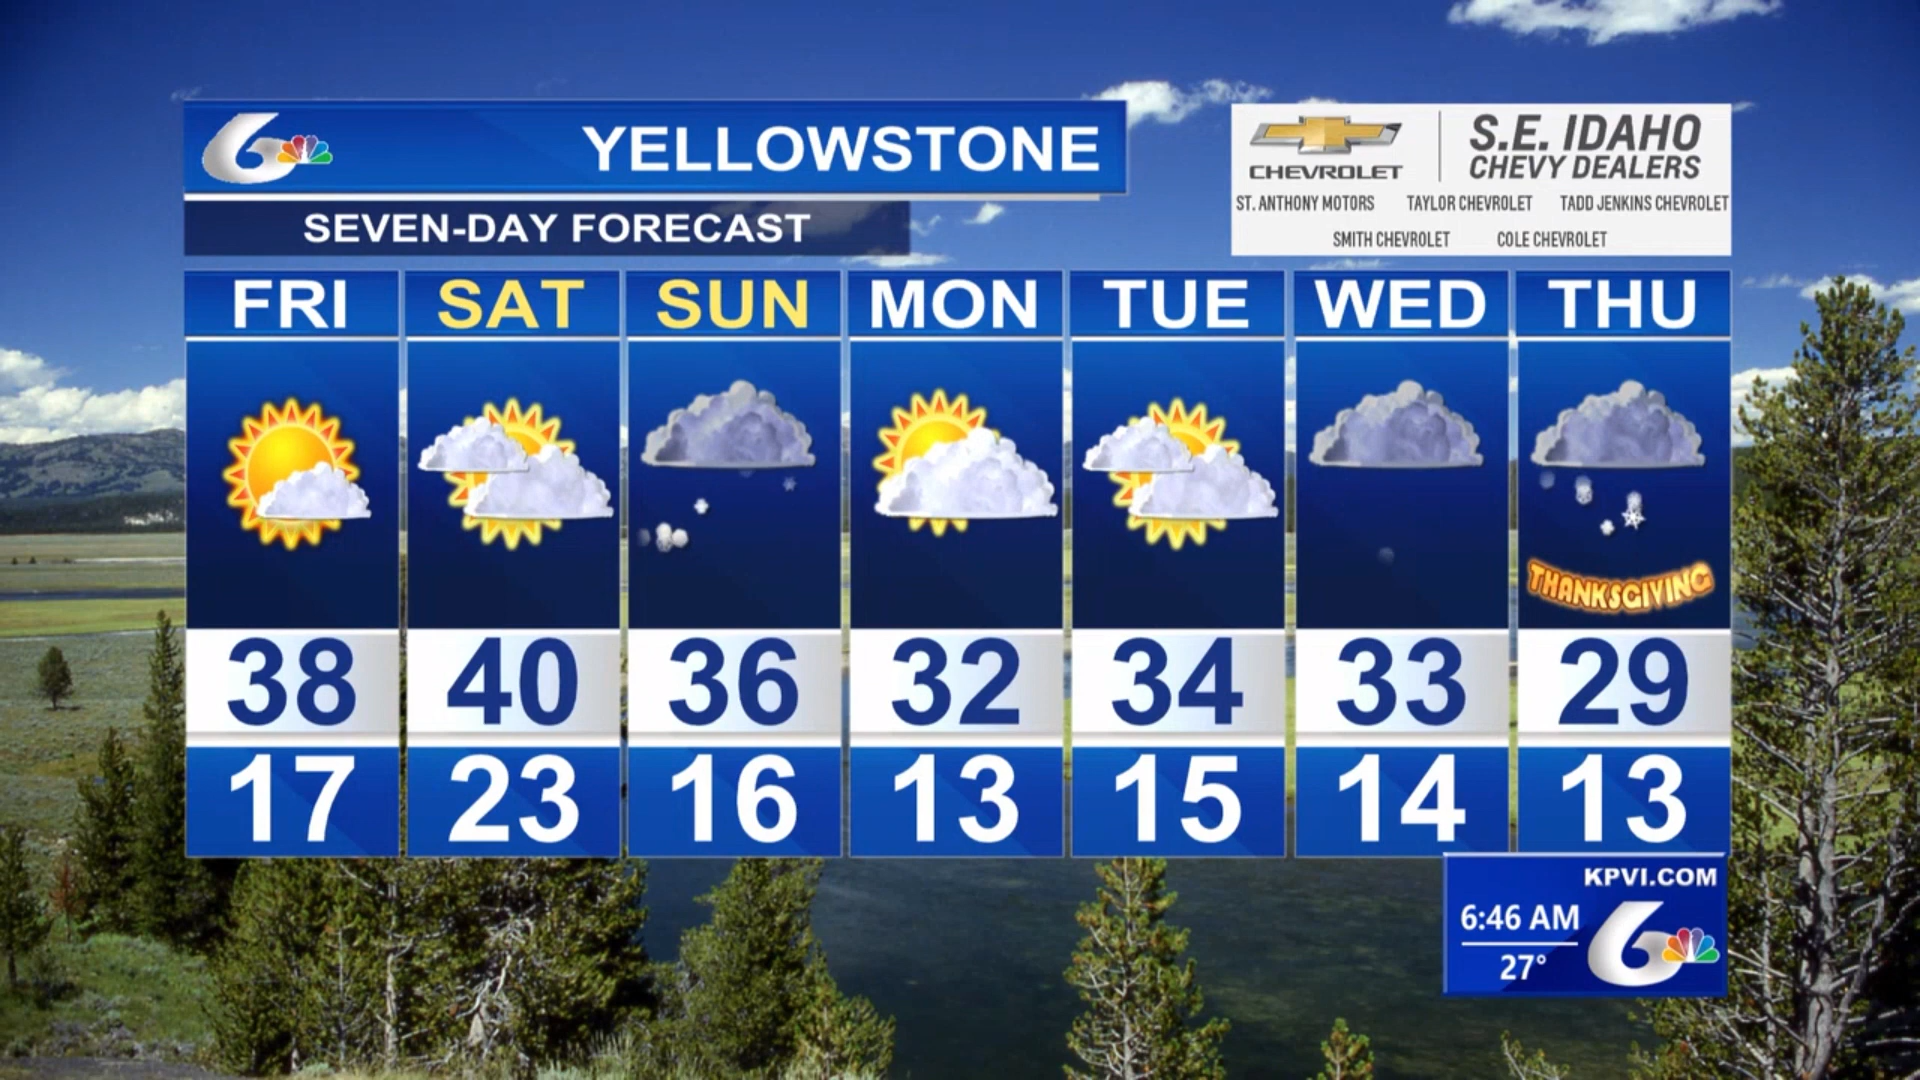 6 YELLOWSTONE
SEVEN-DAY FORECAST
CHEVROLET
S.E. IDAHO
CHEVY DEALERS
ST. ANTHONY MOTORS TAYLOR CHEVROLET TADD JENKINS CHEVROLET
SMITH CHEVROLET COLE CHEVROLET
FRI SAT SUN MON TUE WED THU
THANKSGIVING
38 40 36 32 34 33 29
17 23 16 13 15 14 13
KPVI.COM
6:46 AM
27°
6